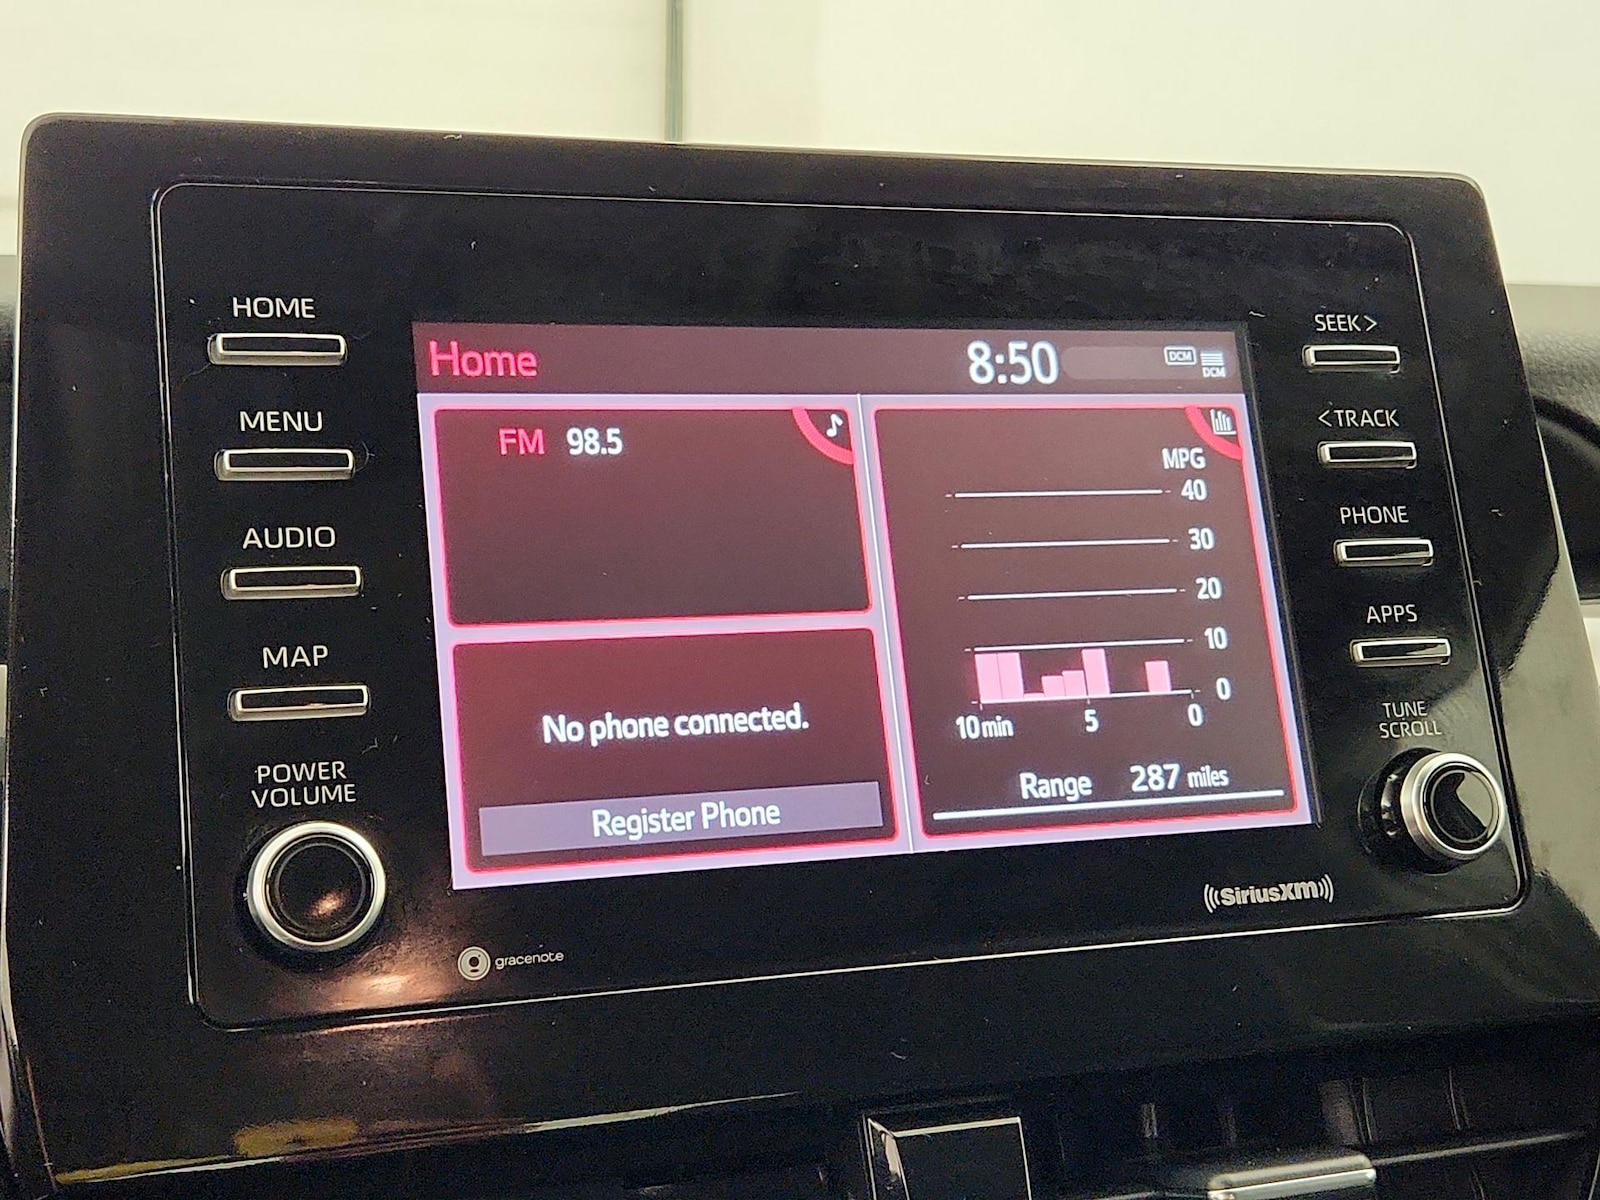 HOME
MENU
AUDIO
MAP
POWER
VOLUME
Home
8:50
DCM
DCM
FM 98.5
No phone connected.
Register Phone
MPG
40
30
20
10
0
10 min 5 0
Range 287 miles
SEEK>
<TRACK
PHONE
APPS
TUNE
SCROLL
gracenote
((SiriusXM))